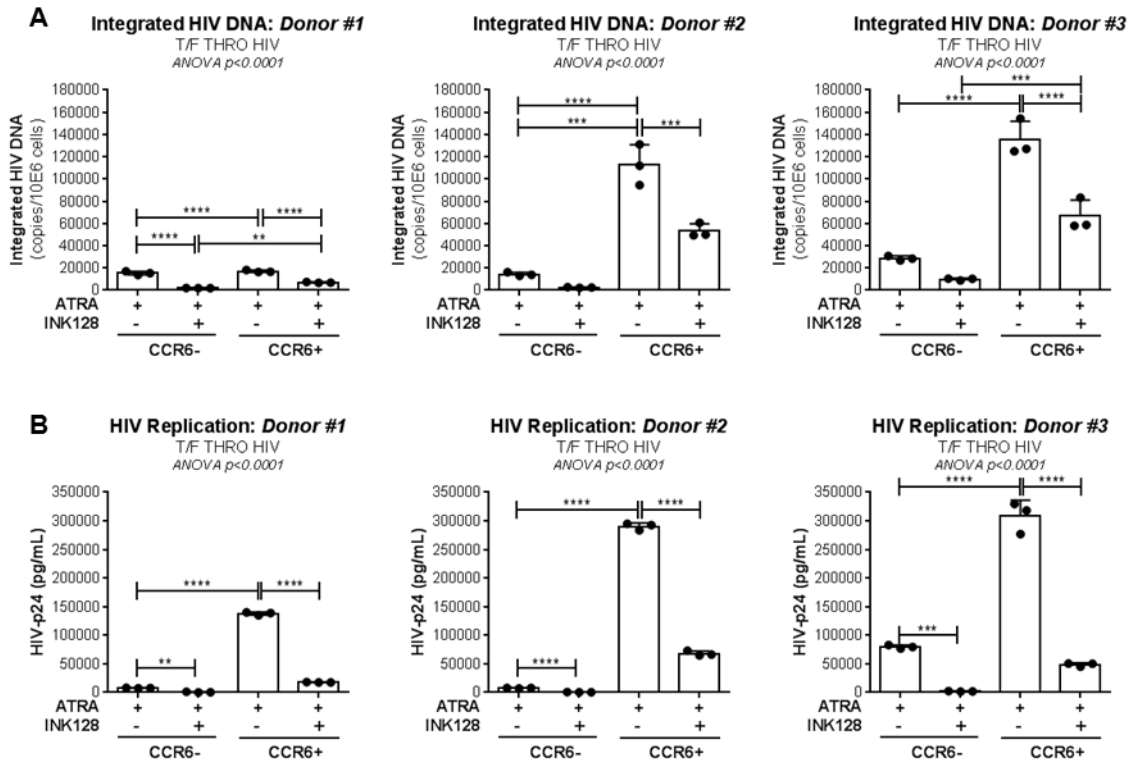 A
Integrated HIV DNA: Donor #1
T/F THRO HIV
ANOVA p<0.0001
Integrated HIV DNA
(copies/10E6 cells)
180000
160000
140000
120000
100000
80000
60000
40000
20000
0
**** ****
**** **
ATRA + + + +
INK128 - + - +
CCR6- CCR6+
Integrated HIV DNA: Donor #2
T/F THRO HIV
ANOVA p<0.0001
Integrated HIV DNA
(copies/10E6 cells)
180000
160000
140000
120000
100000
80000
60000
40000
20000
0
****
*** ***
+ + + +
- + - +
CCR6- CCR6+
Integrated HIV DNA: Donor #3
T/F THRO HIV
ANOVA p<0.0001
Integrated HIV DNA
(copies/10E6 cells)
180000
160000
140000
120000
100000
80000
60000
40000
20000
0
***
**** ****
+ + + +
- + - +
CCR6- CCR6+
B
HIV Replication: Donor #1
T/F THRO HIV
ANOVA p<0.0001
HIV-p24 (pg/mL)
350000
300000
250000
200000
150000
100000
50000
0
**** ****
**
ATRA + + + +
INK128 - + - +
CCR6- CCR6+
HIV Replication: Donor #2
T/F THRO HIV
ANOVA p<0.0001
HIV-p24 (pg/mL)
350000
300000
250000
200000
150000
100000
50000
0
**** ****
****
ATRA + + + +
INK128 - + - +
CCR6- CCR6+
HIV Replication: Donor #3
T/F THRO HIV
ANOVA p<0.0001
HIV-p24 (pg/mL)
350000
300000
250000
200000
150000
100000
50000
0
**** ****
***
ATRA + + + +
INK128 - + - +
CCR6- CCR6+